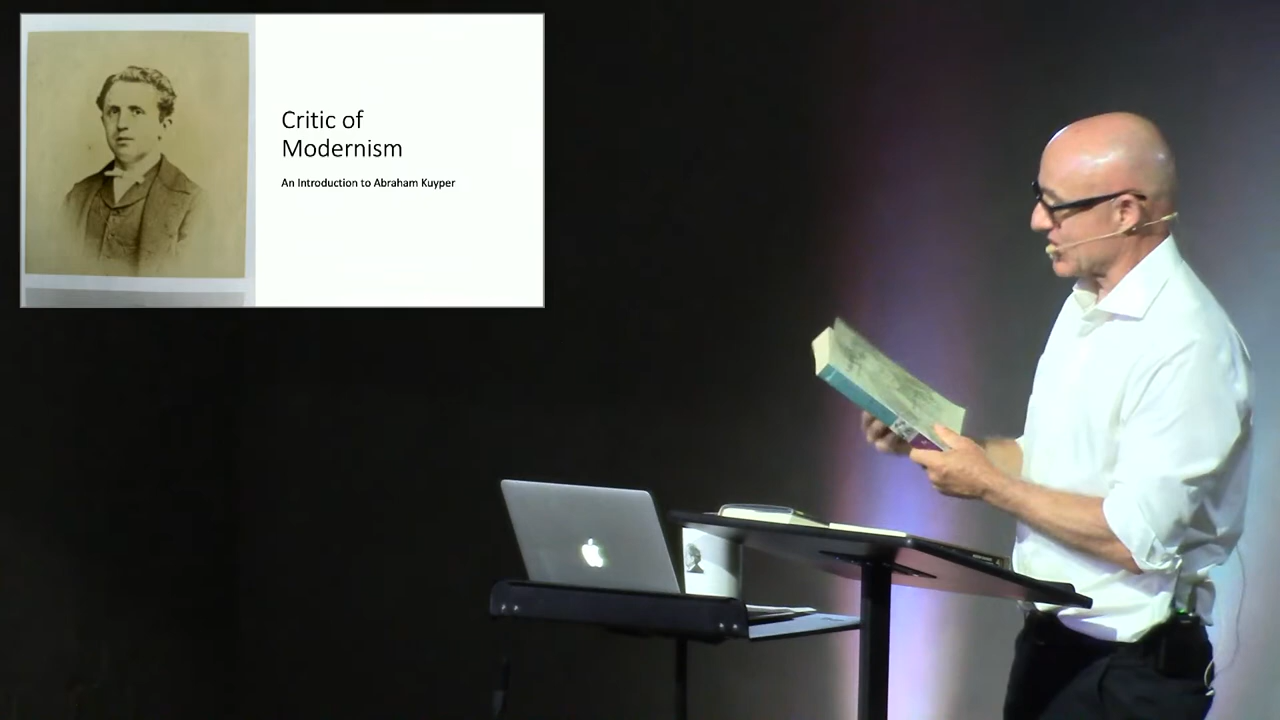 Critic of
Modernism
An Introduction to Abraham Kuyper